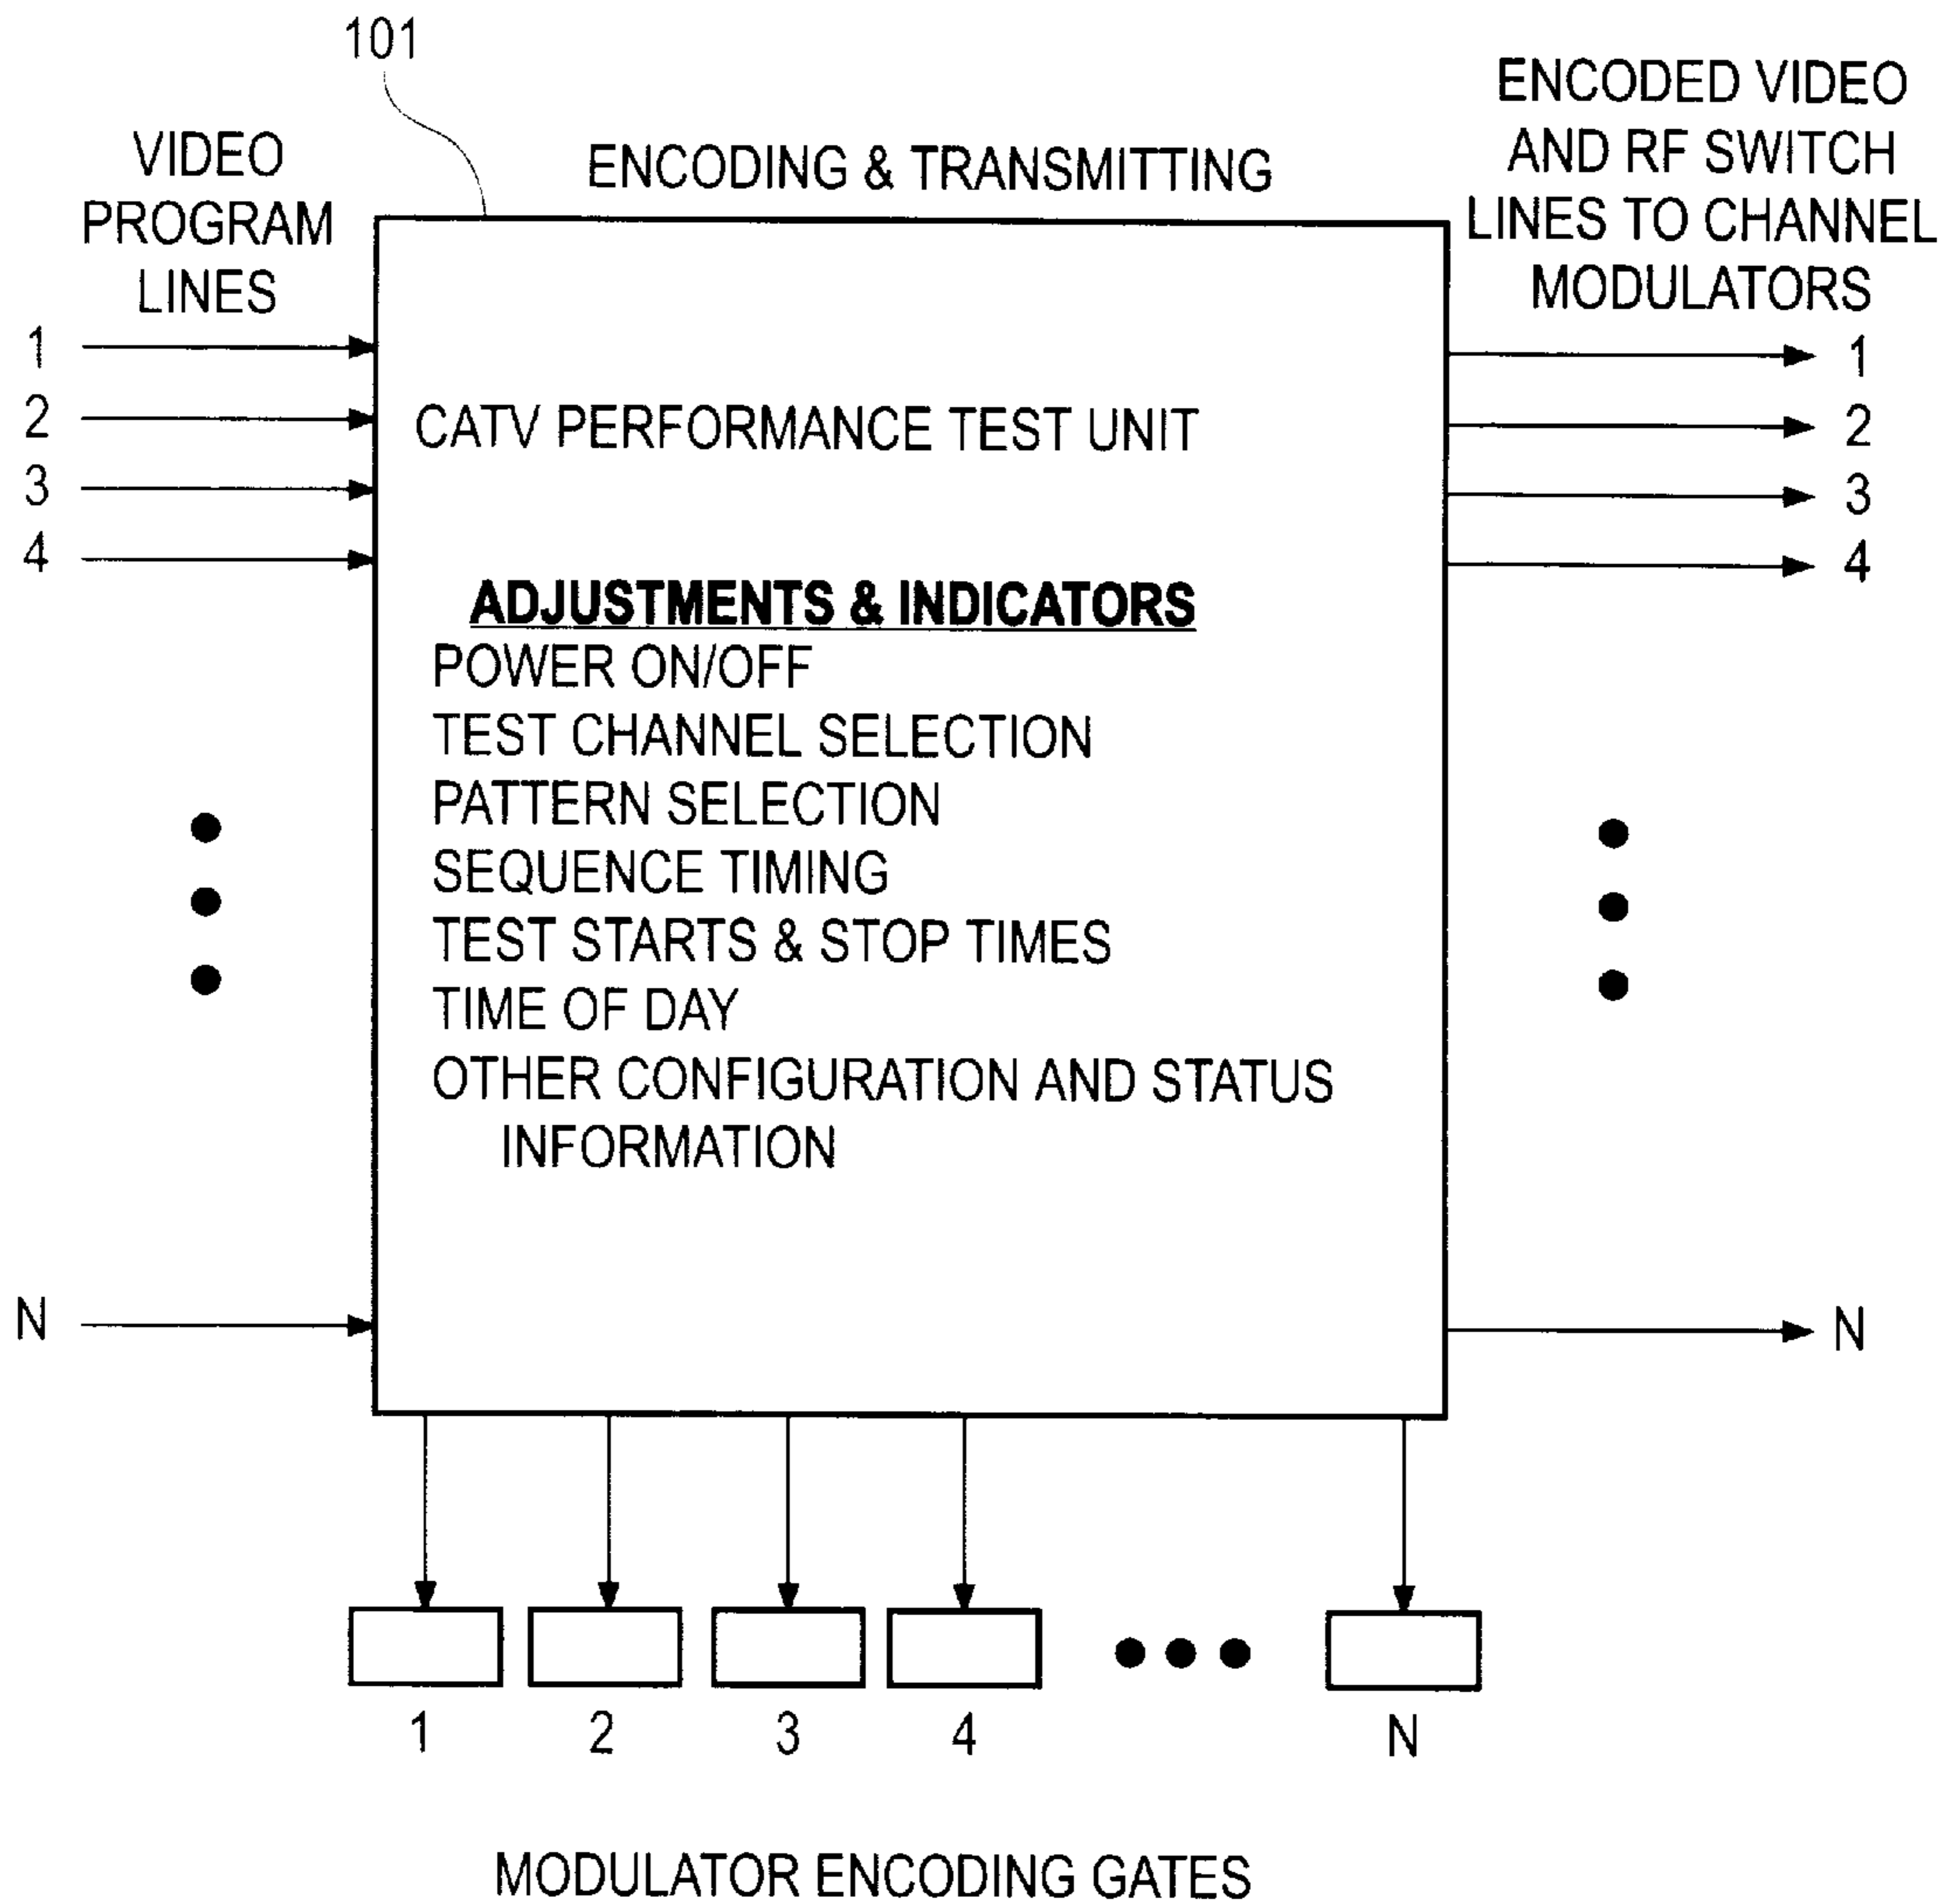 101
VIDEO
PROGRAM
LINES
ENCODING & TRANSMITTING
ENCODED VIDEO
AND RF SWITCH
LINES TO CHANNEL
MODULATORS
1
2
3
4
N
CATV PERFORMANCE TEST UNIT
ADJUSTMENTS & INDICATORS
POWER ON/OFF
TEST CHANNEL SELECTION
PATTERN SELECTION
SEQUENCE TIMING
TEST STARTS & STOP TIMES
TIME OF DAY
OTHER CONFIGURATION AND STATUS
INFORMATION
1
2
3
4
N
1 2 3 4 N
MODULATOR ENCODING GATES